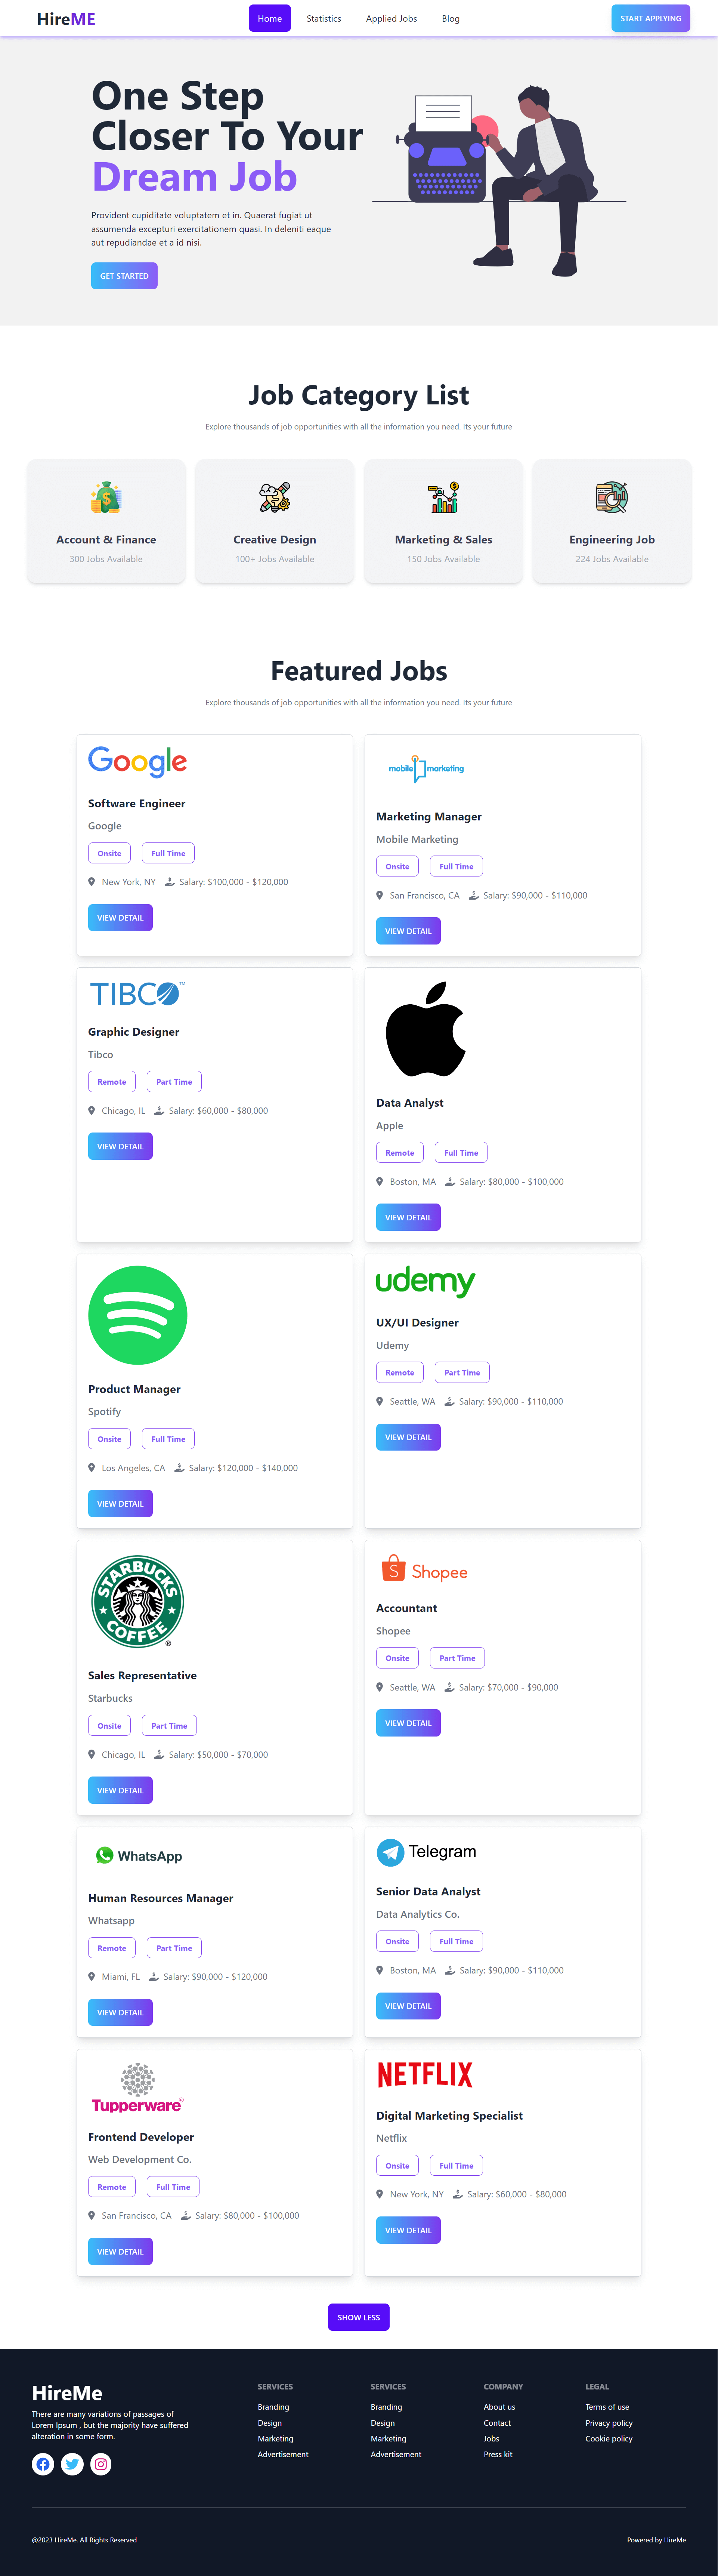 HireME
Home Statistics Applied Jobs Blog
START APPLYING
One Step
Closer To Your
Dream Job
Provident cupiditate voluptatem et in. Quaerat fugiat ut
assumenda excepturi exercitationem quasi. In deleniti eaque
aut repudiandae et a id nisi.
GET STARTED
Job Category List
Explore thousands of job opportunities with all the information you need. Its your future
Account & Finance
300 Jobs Available
Creative Design
100+ Jobs Available
Marketing & Sales
150 Jobs Available
Engineering Job
224 Jobs Available
Featured Jobs
Explore thousands of job opportunities with all the information you need. Its your future
Google
Software Engineer
Google
Onsite Full Time
New York, NY Salary: $100,000 - $120,000
VIEW DETAIL
mobile marketing
Marketing Manager
Mobile Marketing
Onsite Full Time
San Francisco, CA Salary: $90,000 - $110,000
VIEW DETAIL
TIBCO™
Graphic Designer
Tibco
Remote Part Time
Chicago, IL Salary: $60,000 - $80,000
VIEW DETAIL
Data Analyst
Apple
Remote Full Time
Boston, MA Salary: $80,000 - $100,000
VIEW DETAIL
Product Manager
Spotify
Onsite Full Time
Los Angeles, CA Salary: $120,000 - $140,000
VIEW DETAIL
udemy
UX/UI Designer
Udemy
Remote Part Time
Seattle, WA Salary: $90,000 - $110,000
VIEW DETAIL
STARBUCKS
COFFEE ®
Sales Representative
Starbucks
Onsite Part Time
Chicago, IL Salary: $50,000 - $70,000
VIEW DETAIL
S Shopee
Accountant
Shopee
Onsite Part Time
Seattle, WA Salary: $70,000 - $90,000
VIEW DETAIL
WhatsApp
Human Resources Manager
Whatsapp
Remote Part Time
Miami, FL Salary: $90,000 - $120,000
VIEW DETAIL
Telegram
Senior Data Analyst
Data Analytics Co.
Onsite Full Time
Boston, MA Salary: $90,000 - $110,000
VIEW DETAIL
Tupperware®
Frontend Developer
Web Development Co.
Remote Full Time
San Francisco, CA Salary: $80,000 - $100,000
VIEW DETAIL
NETFLIX
Digital Marketing Specialist
Netflix
Onsite Full Time
New York, NY Salary: $60,000 - $80,000
VIEW DETAIL
SHOW LESS
HireMe
There are many variations of passages of
Lorem Ipsum , but the majority have suffered
alteration in some form.
SERVICES
Branding
Design
Marketing
Advertisement
SERVICES
Branding
Design
Marketing
Advertisement
COMPANY
About us
Contact
Jobs
Press kit
LEGAL
Terms of use
Privacy policy
Cookie policy
@2023 HireMe. All Rights Reserved
Powered by HireMe